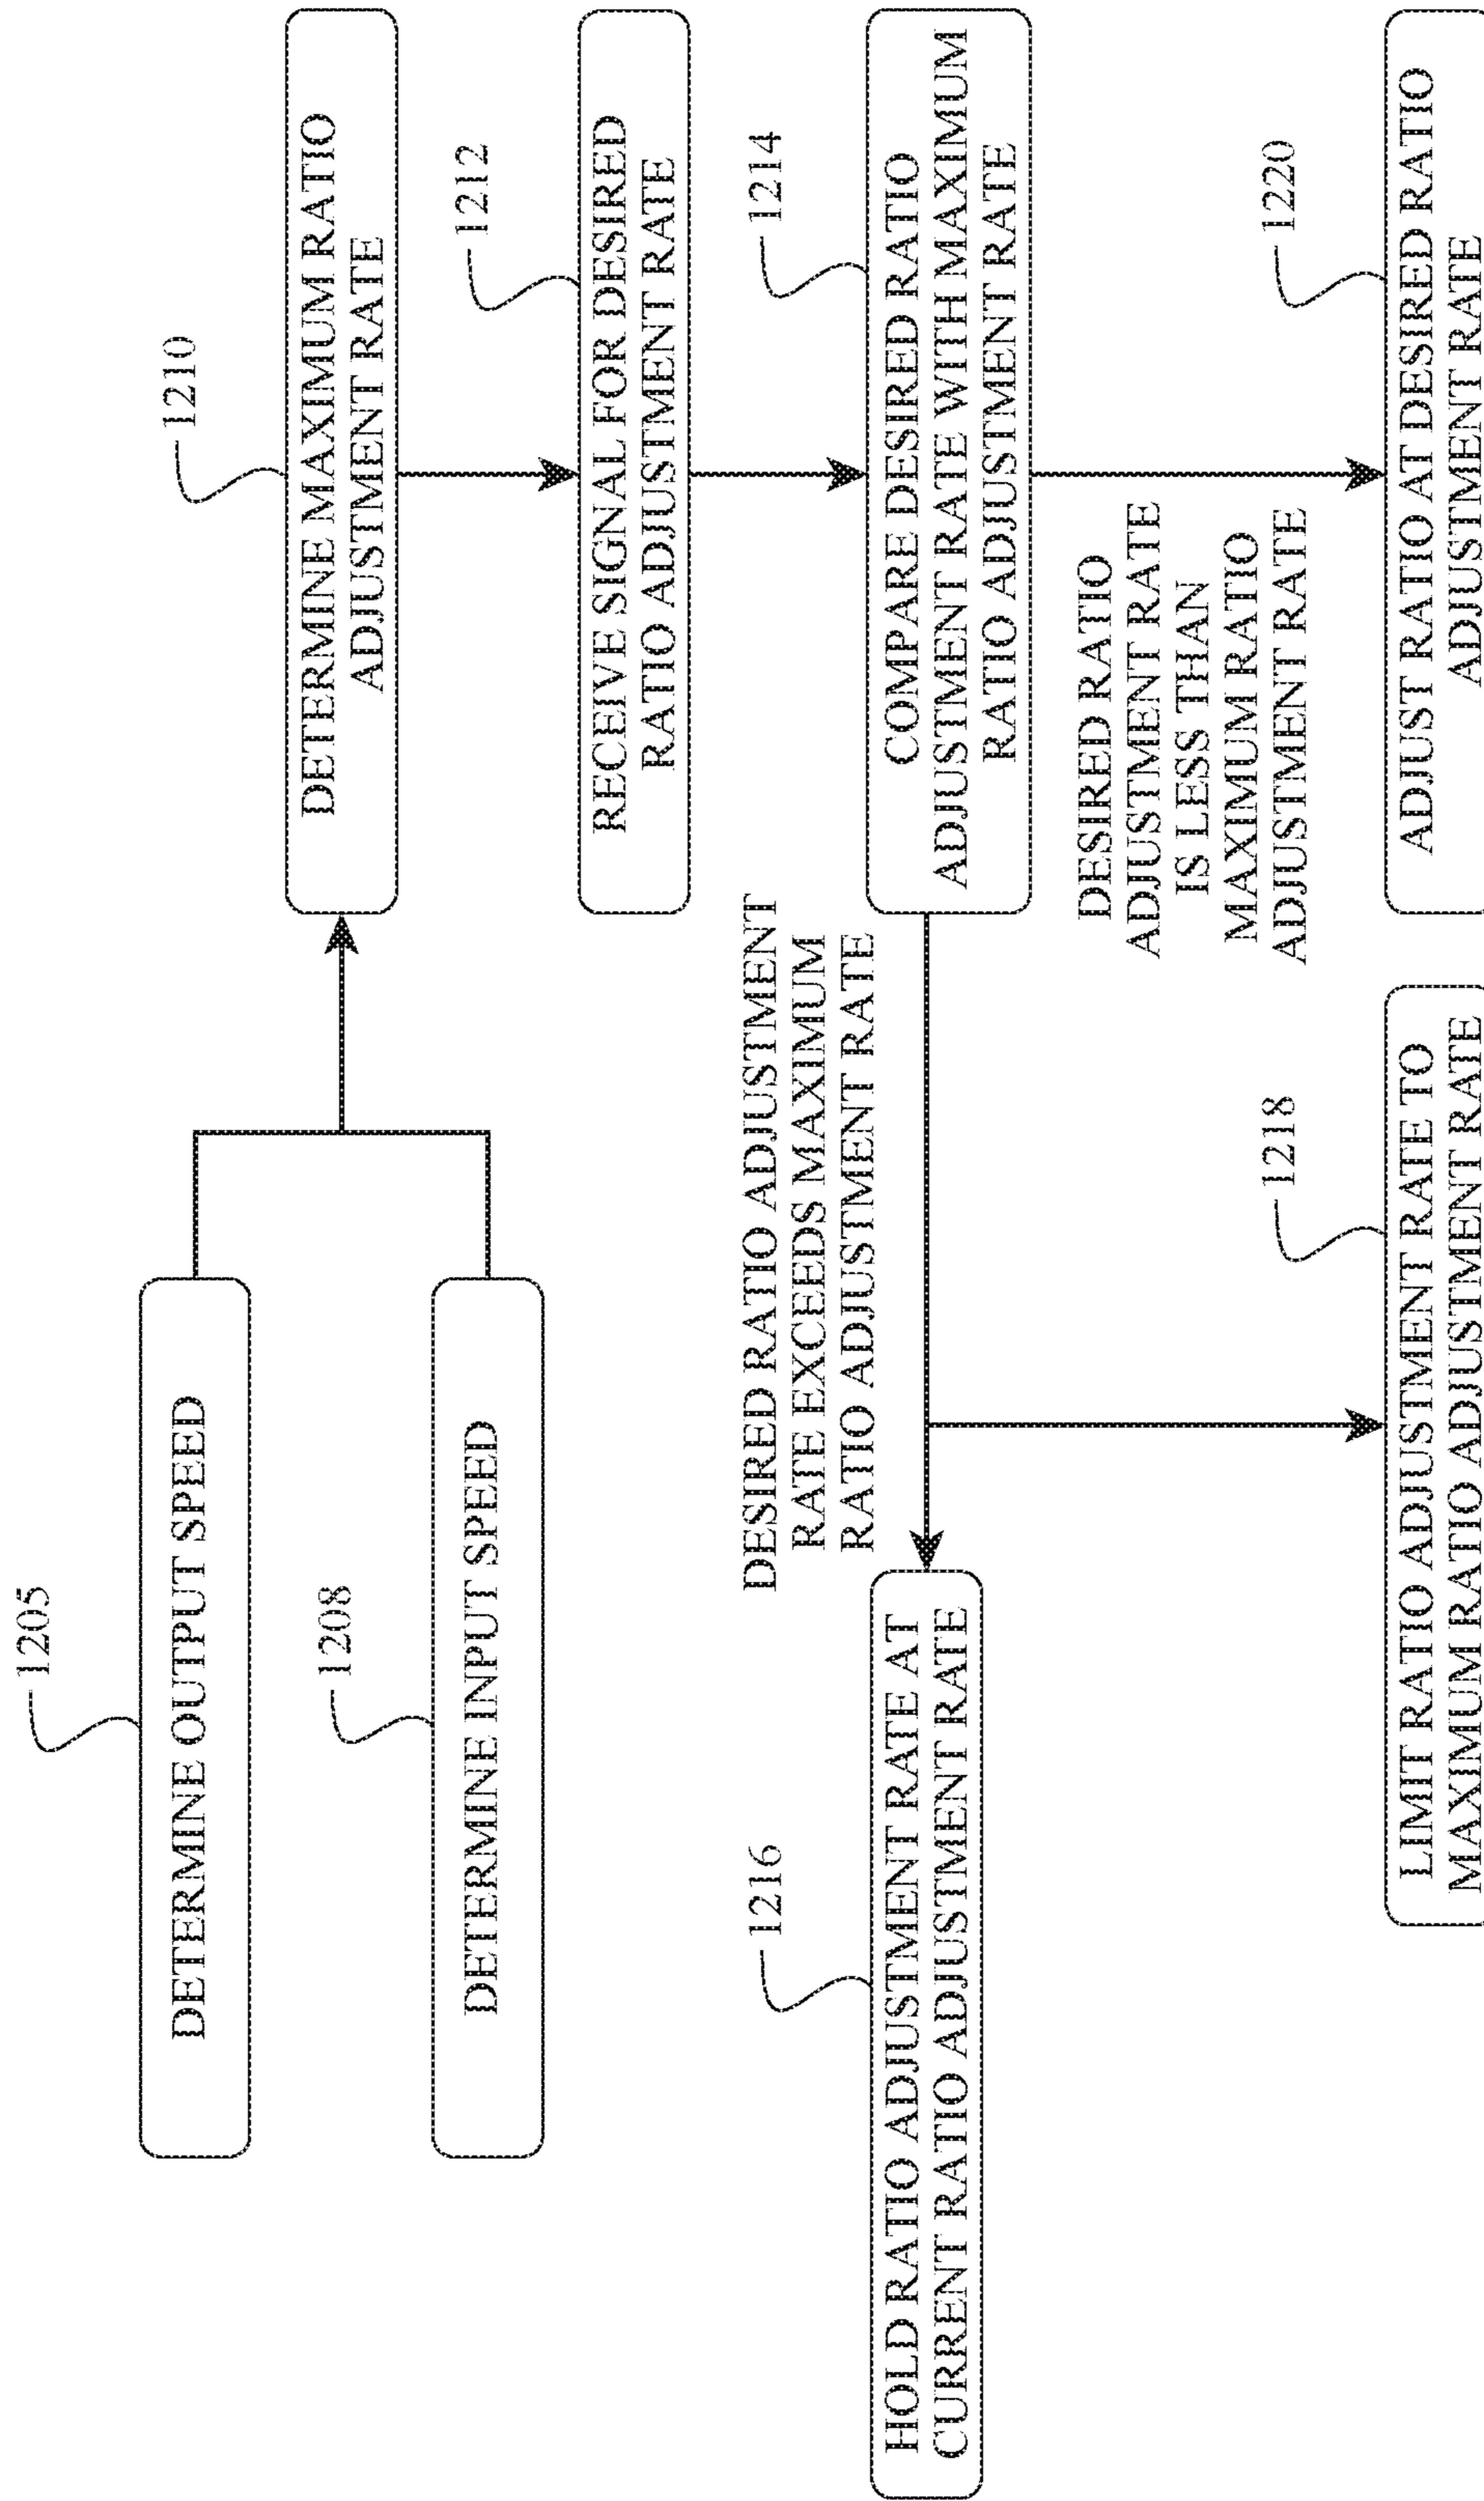 1205
DETERMINE OUTPUT SPEED
1208
DETERMINE INPUT SPEED
1210
DETERMINE MAXIMUM RATIO
ADJUSTMENT RATE
1212
RECEIVE SIGNAL FOR DESIRED
RATIO ADJUSTMENT RATE
1214
COMPARE DESIRED RATIO
ADJUSTMENT RATE WITH MAXIMUM
RATIO ADJUSTMENT RATE
DESIRED RATIO ADJUSTMENT
RATE EXCEEDS MAXIMUM
RATIO ADJUSTMENT RATE
1216
HOLD RATIO ADJUSTMENT RATE AT
CURRENT RATIO ADJUSTMENT RATE
1218
LIMIT RATIO ADJUSTMENT RATE TO
MAXIMUM RATIO ADJUSTMENT RATE
DESIRED RATIO
ADJUSTMENT RATE
IS LESS THAN
MAXIMUM RATIO
ADJUSTMENT RATE
1220
ADJUST RATIO AT DESIRED RATIO
ADJUSTMENT RATE